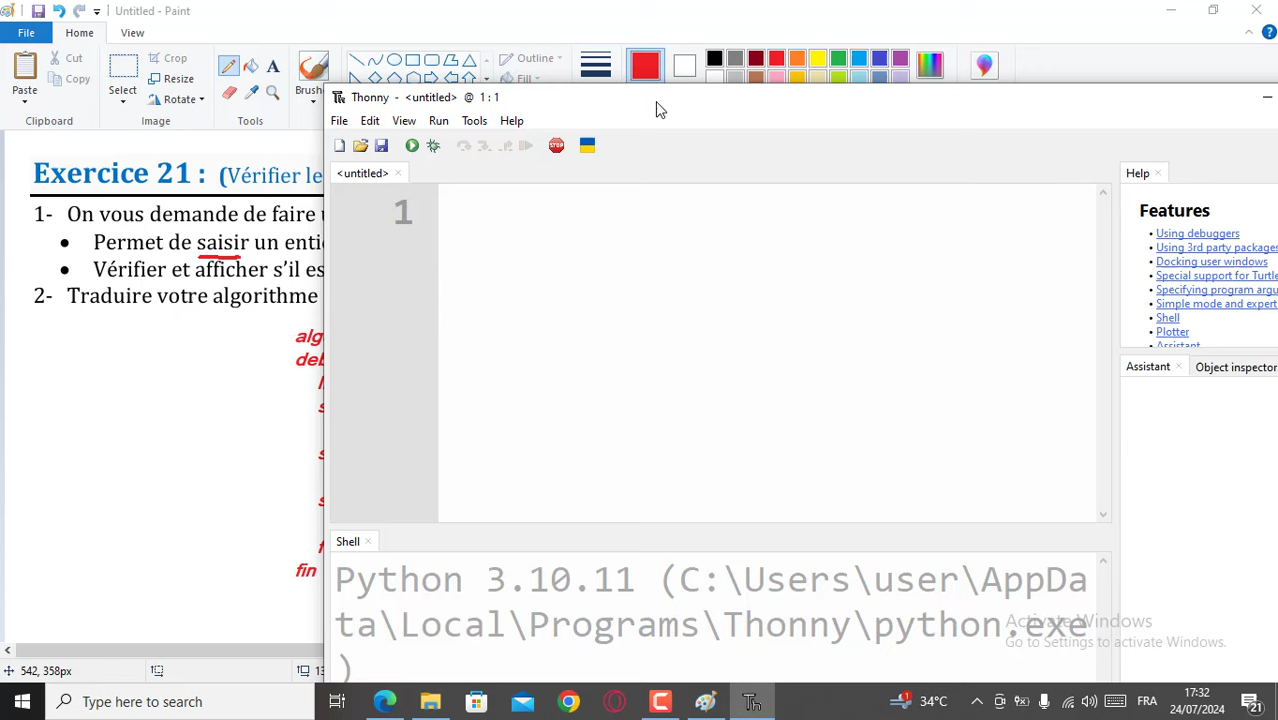 Untitled - Paint
File
Home
View
Paste
Cut
Copy
Clipboard
Select
Resize
Rotate
Image
A
Tools
Outline
Fill
Thonny - <untitled> @ 1 : 1
File Edit View Run Tools Help
STOP
<untitled>
1
Help
Features
Using debuggers
Using 3rd party packages
Docking user windows
Special support for Turtle
Specifying program argu
Simple mode and expert
Shell
Plotter
Assistant
Assistant
Object inspector
Exercice 21 : (Vérifier le
1- On vous demande de faire
• Permet de saisir un enti
• Vérifier et afficher s'il es
2- Traduire votre algorithme
fin
Shell
Python 3.10.11 (C:\Users\user\AppDa
ta\Local\Programs\Thonny\python.exe
)
Activate Windows
Go to Settings to activate Windows.
542, 358px
Type here to search
1
34°C
FRA
17:32
24/07/2024
21